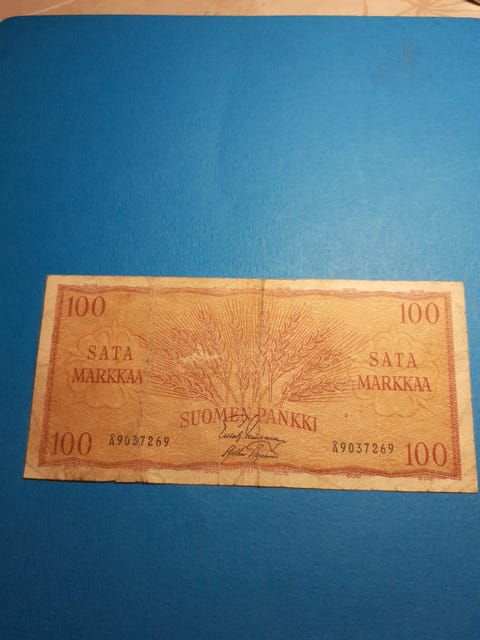 100 100
SATA SATA
MARKKAA MARKKAA
SUOMEN PANKKI
100 Ä9037269 Ä9037269 100